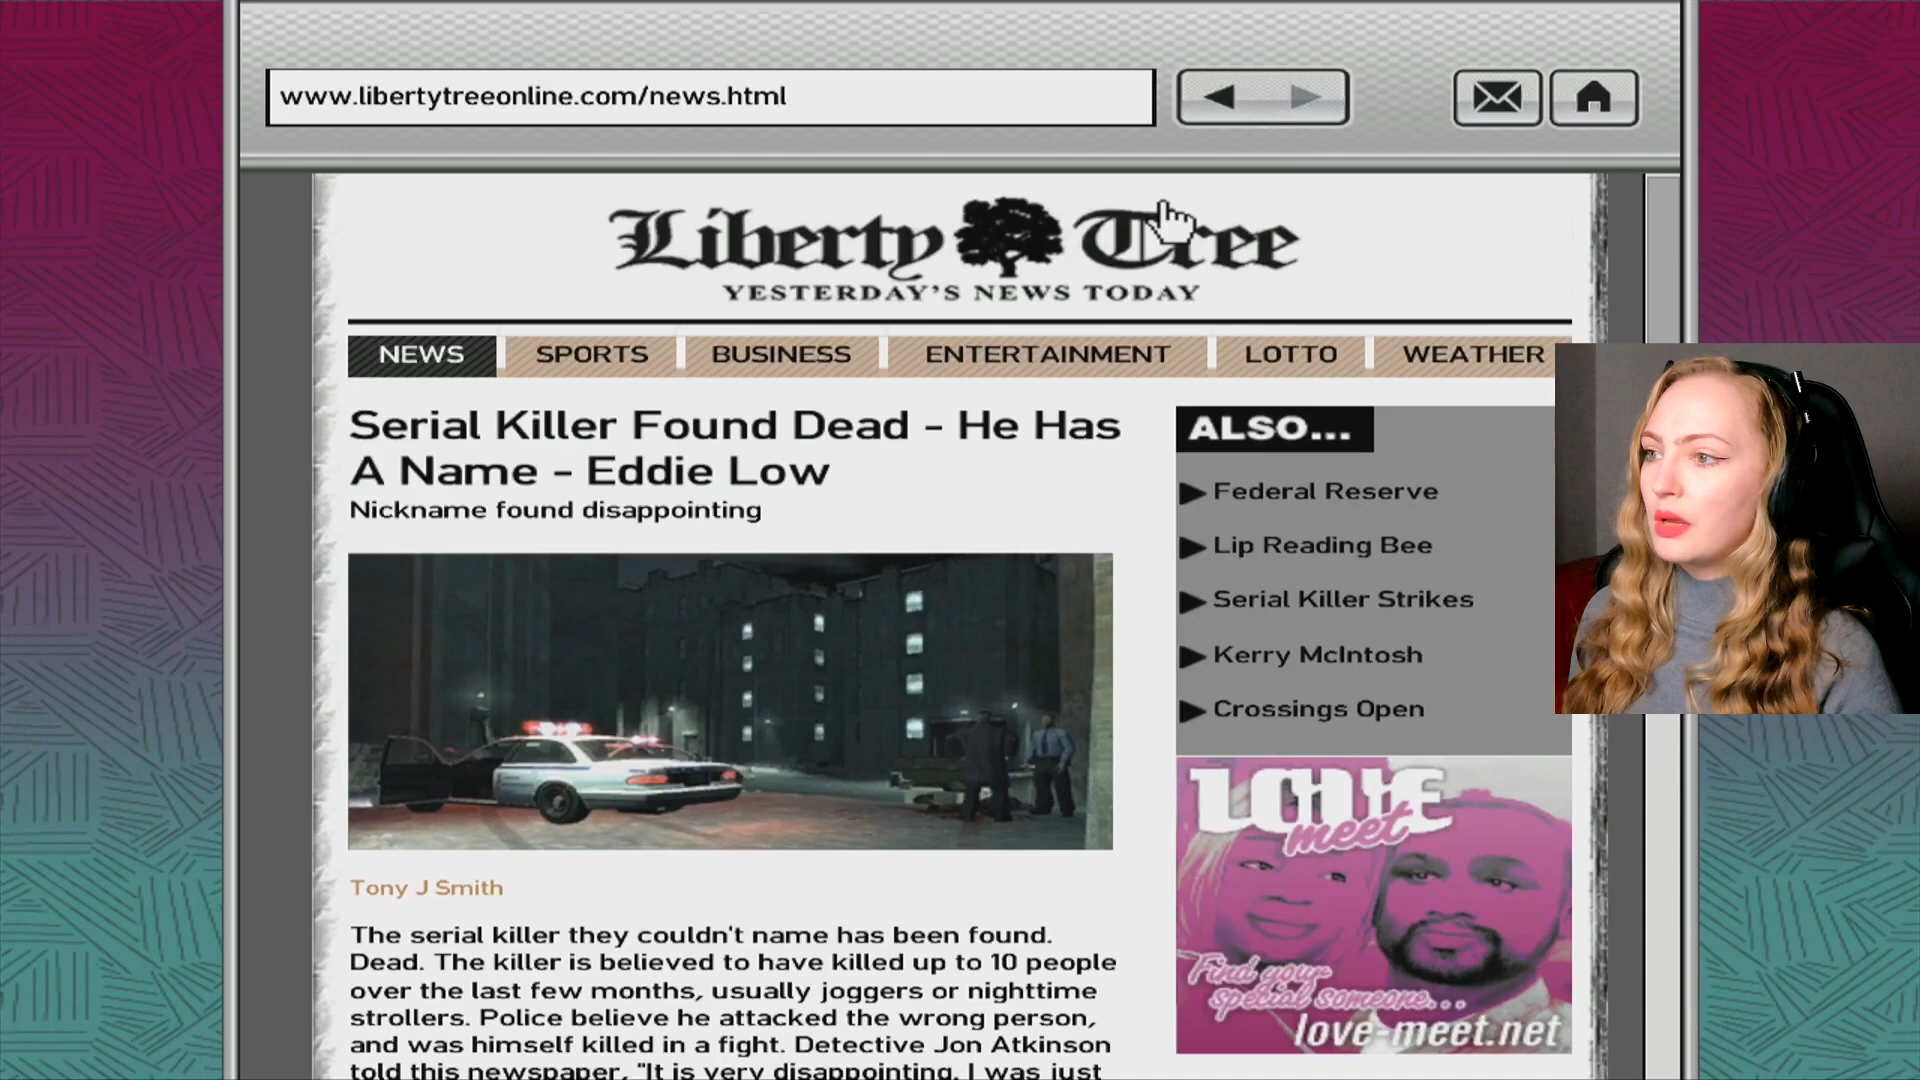 www.libertytreeonline.com/news.html
Liberty Tree
YESTERDAY'S NEWS TODAY
NEWS SPORTS BUSINESS ENTERTAINMENT LOTTO WEATHER
Serial Killer Found Dead - He Has
A Name - Eddie Low
Nickname found disappointing
Tony J Smith
The serial killer they couldn't name has been found.
Dead. The killer is believed to have killed up to 10 people
over the last few months, usually joggers or nighttime
strollers. Police believe he attacked the wrong person,
and was himself killed in a fight. Detective Jon Atkinson
told this newspaper, "It is very disappointing. I was just
ALSO...
Federal Reserve
Lip Reading Bee
Serial Killer Strikes
Kerry McIntosh
Crossings Open
LOVE
meet
Find your
special someone...
love-meet.net